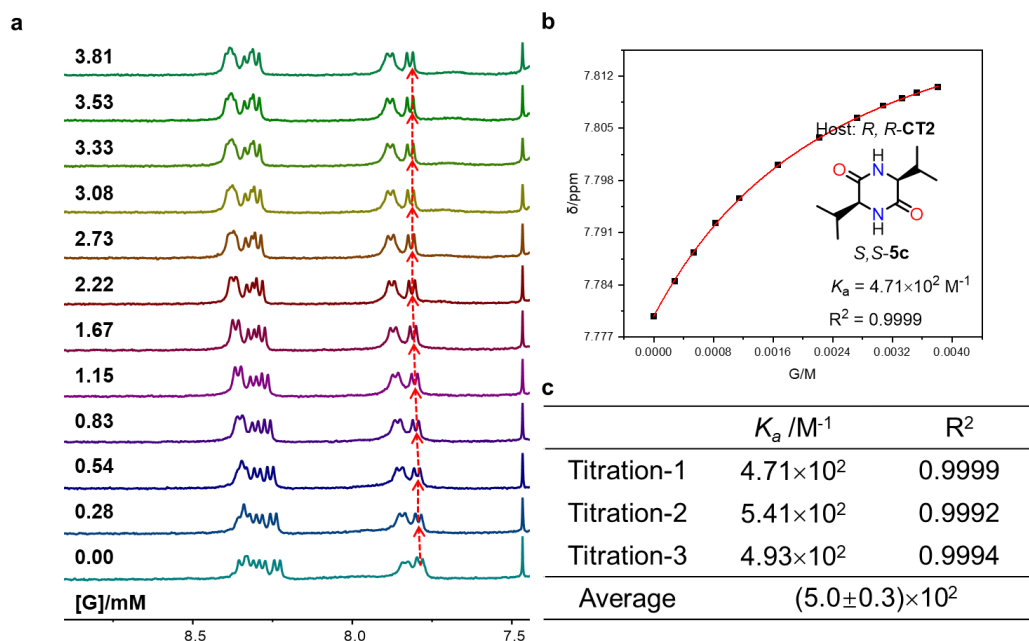 a
3.81
3.53
3.33
3.08
2.73
2.22
1.67
1.15
0.83
0.54
0.28
0.00
[G]/mM
8.5 8.0 7.5
b
7.812
7.805
7.798
7.791
7.784
7.777
δ/ppm
Host: R, R-CT2
H
O
N
N
O
H
S,S-5c
Kₐ = 4.71×10² M⁻¹
R² = 0.9999
0.0000 0.0008 0.0016 0.0024 0.0032 0.0040
G/M
c
Kₐ /M⁻¹ R²
Titration-1 4.71×10² 0.9999
Titration-2 5.41×10² 0.9992
Titration-3 4.93×10² 0.9994
Average (5.0±0.3)×10²